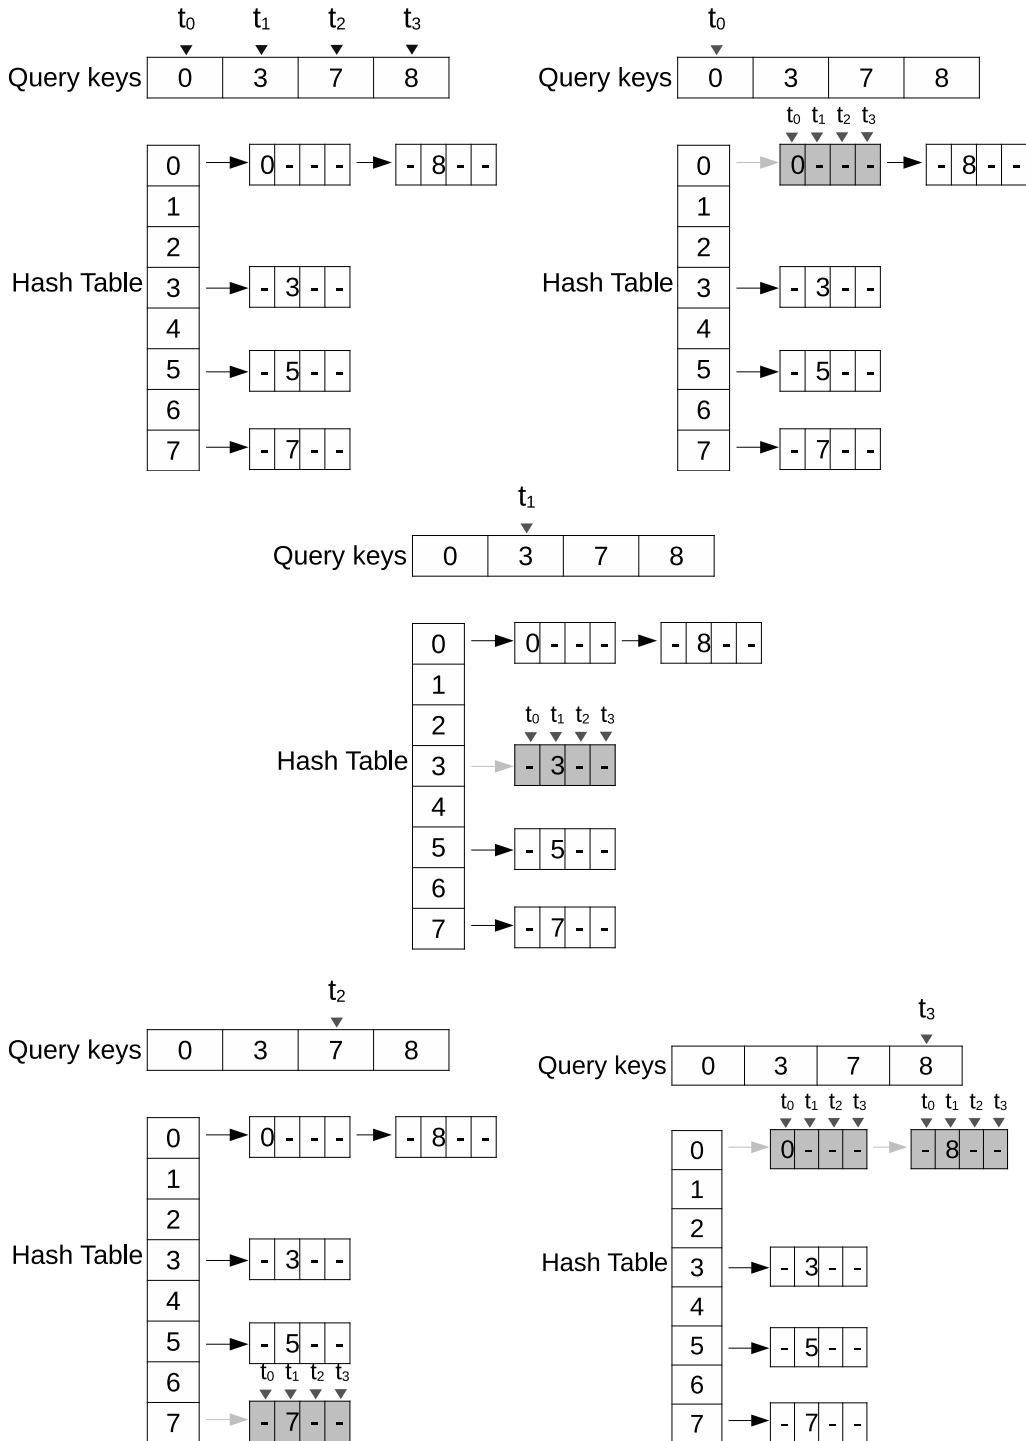 t0 t1 t2 t3
Query keys 0 3 7 8
0 0 - - - - 8 - -
1
2
Hash Table
3 - 3 - -
4
5 - 5 - -
6
7 - 7 - -
t0
Query keys 0 3 7 8
t0 t1 t2 t3
0 0 - - - - 8 - -
1
2
Hash Table
3 - 3 - -
4
5 - 5 - -
6
7 - 7 - -
t1
Query keys 0 3 7 8
0 0 - - - - 8 - -
1
2
t0 t1 t2 t3
Hash Table
3 - 3 - -
4
5 - 5 - -
6
7 - 7 - -
t2
Query keys 0 3 7 8
0 0 - - - - 8 - -
1
2
Hash Table
3 - 3 - -
4
5 - 5 - -
t0 t1 t2 t3
6
7 - 7 - -
t3
Query keys 0 3 7 8
t0 t1 t2 t3 t0 t1 t2 t3
0 0 - - - - 8 - -
1
2
Hash Table
3 - 3 - -
4
5 - 5 - -
6
7 - 7 - -